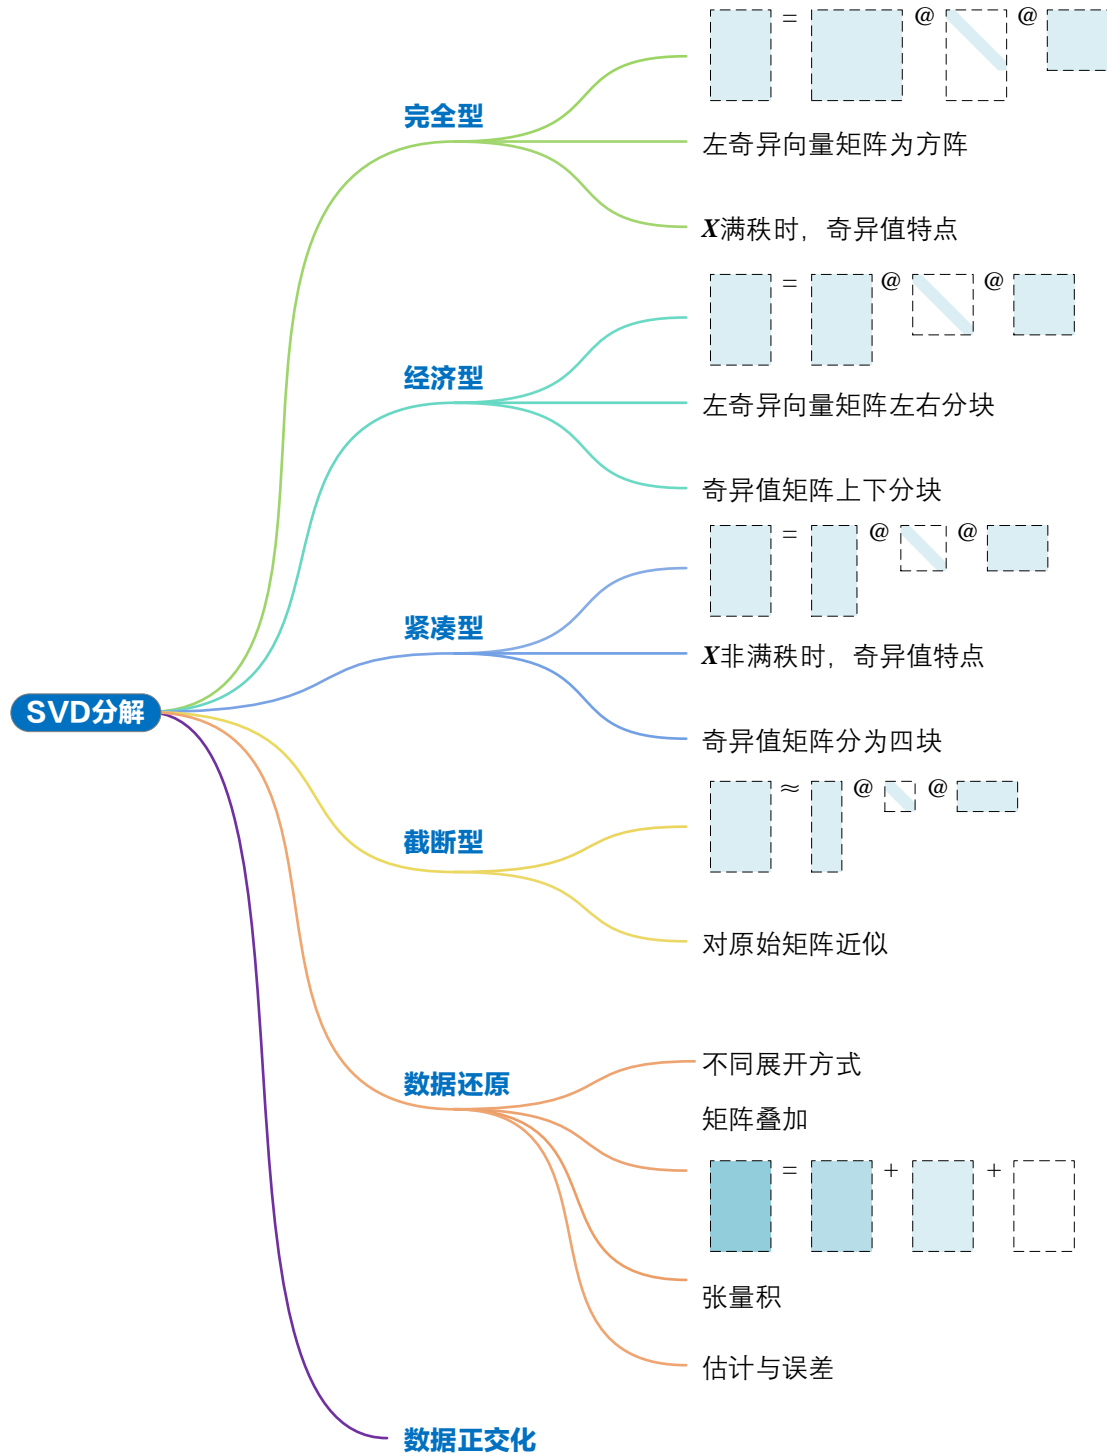 = @ @
完全型
左奇异向量矩阵为方阵
X满秩时，奇异值特点
= @ @
经济型
左奇异向量矩阵左右分块
奇异值矩阵上下分块
= @ @
紧凑型
X非满秩时，奇异值特点
SVD分解
奇异值矩阵分为四块
≈ @ @
截断型
对原始矩阵近似
不同展开方式
数据还原
矩阵叠加
= + +
张量积
估计与误差
数据正交化